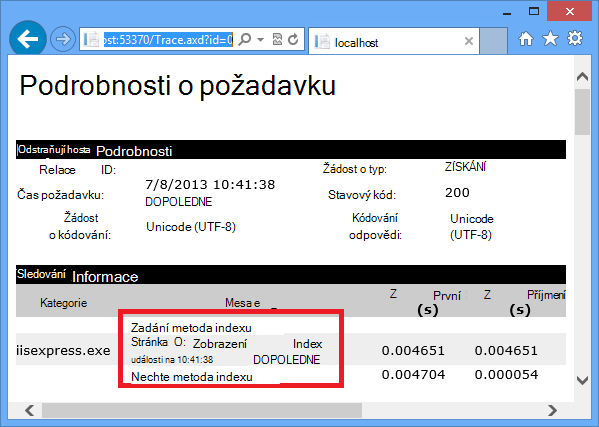 ost:53370/Trace.axd?id=0
localhost
Podrobnosti o požadavku
Odstraňují hosta Podrobnosti
Relace ID:
Žádost o typ: ZÍSKÁNÍ
Čas požadavku: 7/8/2013 10:41:38 DOPOLEDNE
Stavový kód: 200
Žádost o kódování: Unicode (UTF-8)
Kódování odpovědi: Unicode (UTF-8)
Sledování Informace
Kategorie Mesa e Z První (s) Z Příjmení (s)
Zadání metoda indexu
iisexpress.exe Stránka O: Zobrazení Index 0.004651 0.004651
události na 10:41:38 DOPOLEDNE
Nechte metoda indexu 0.004704 0.000054